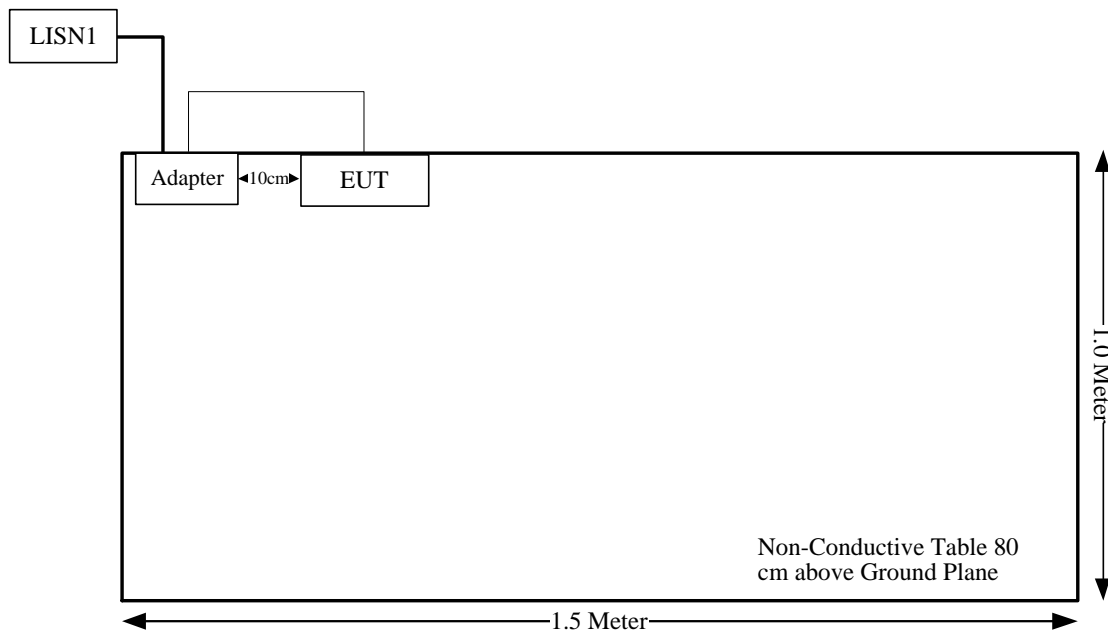 LISN1
Adapter
10cm
EUT
1.0 Meter
Non-Conductive Table 80
cm above Ground Plane
1.5 Meter